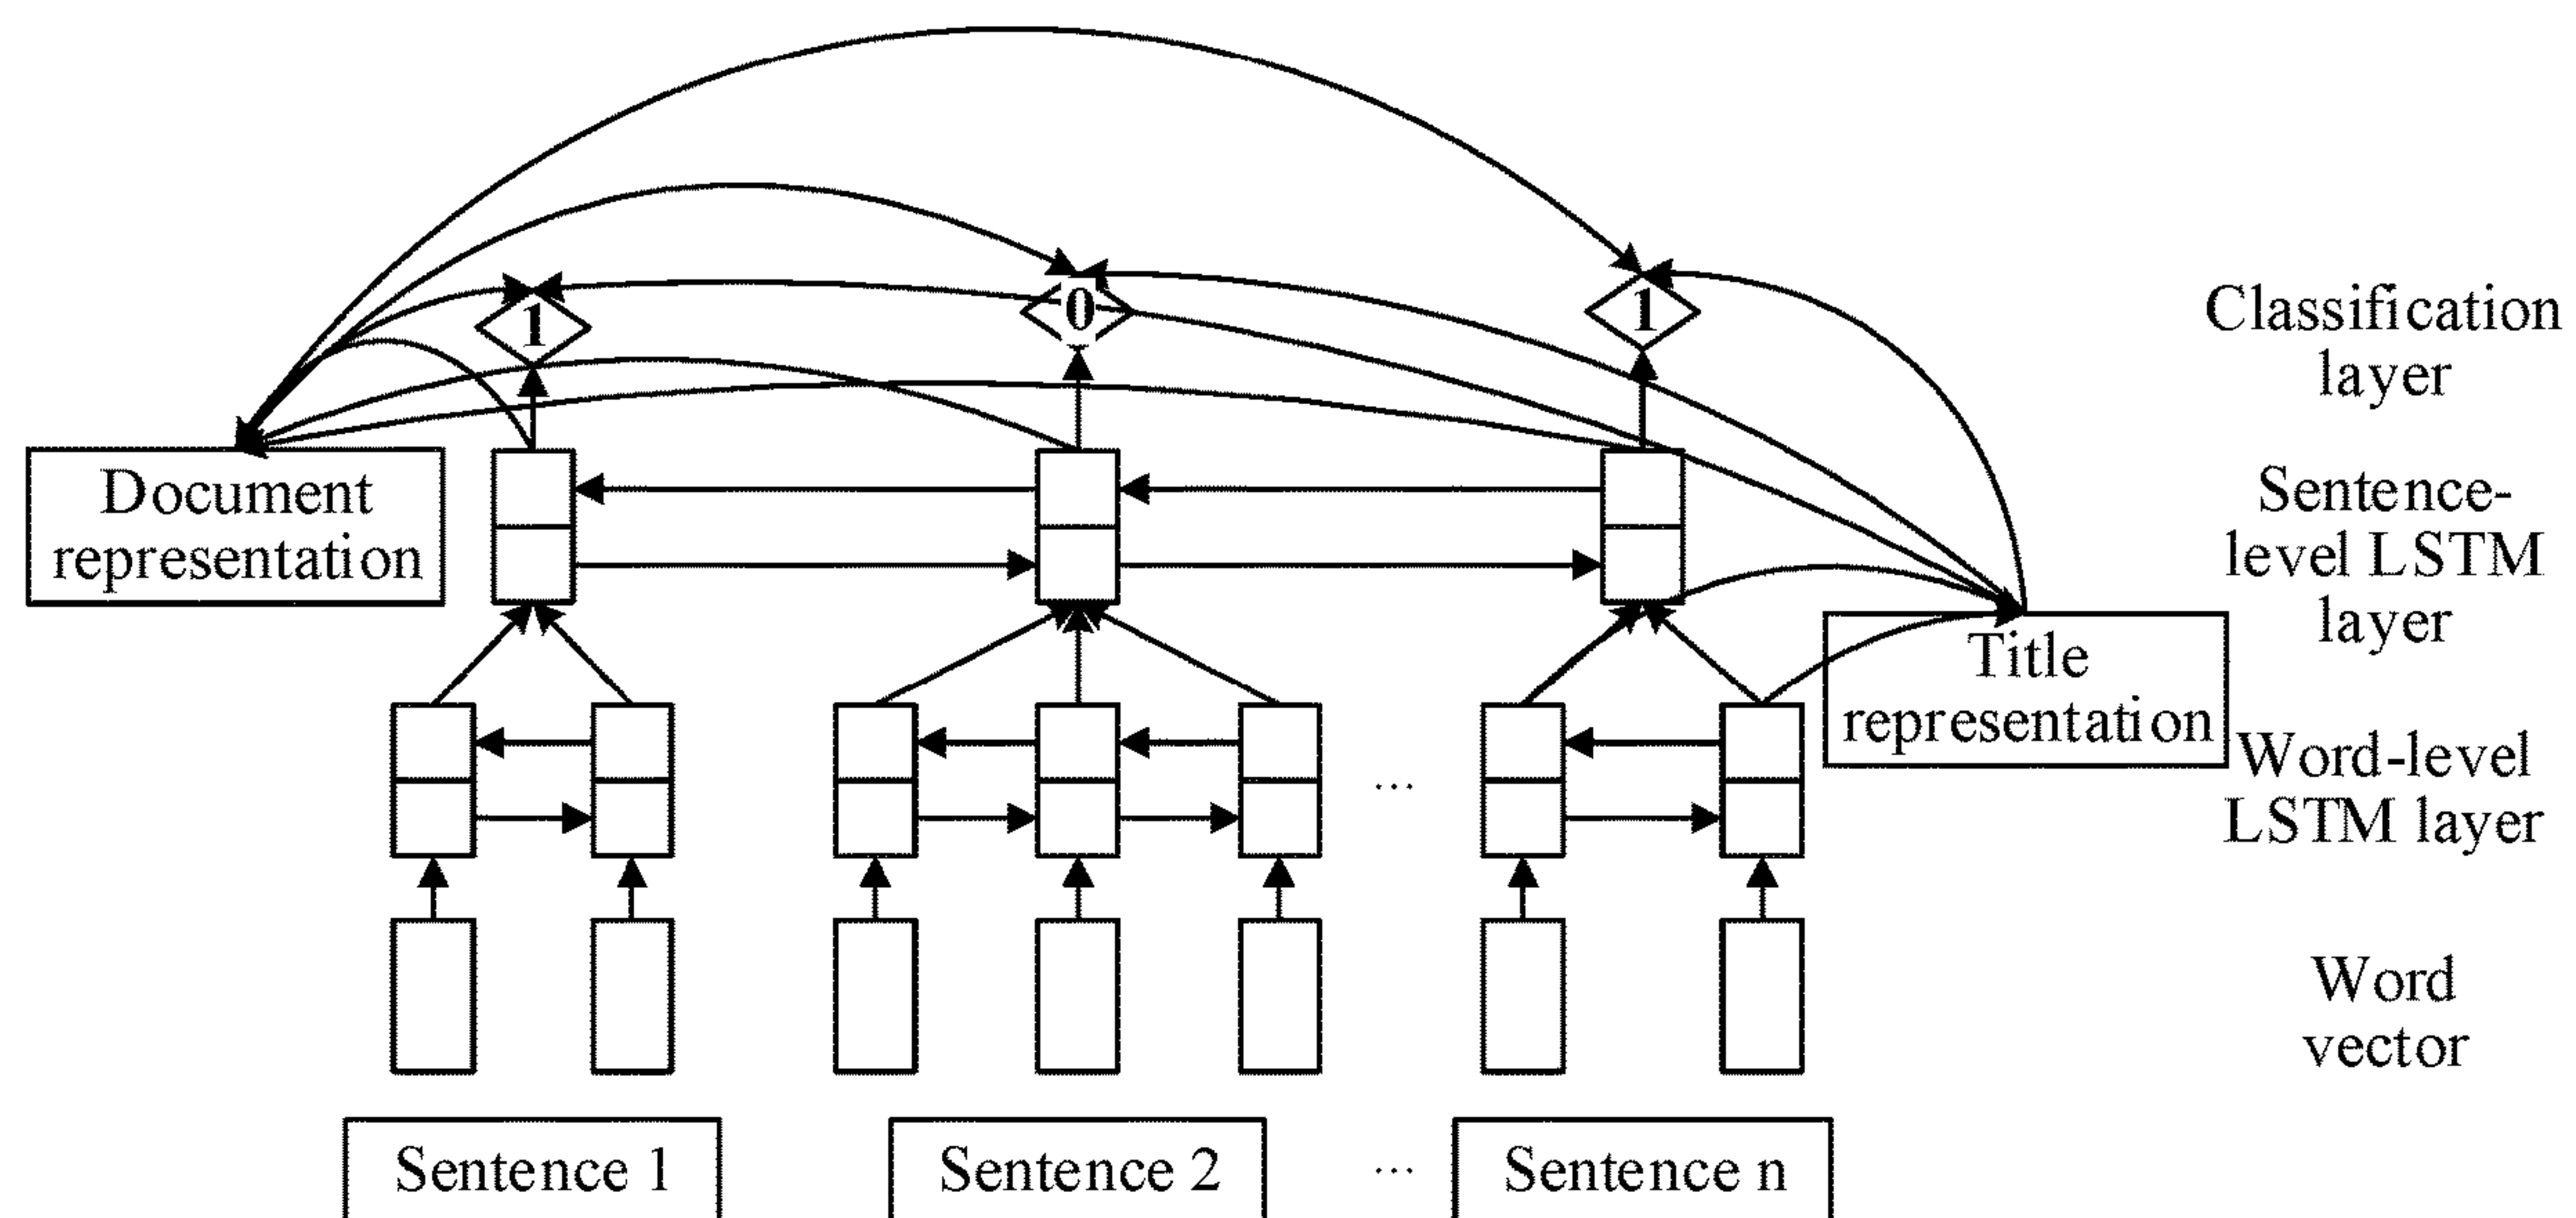 1
0
1
Classification
layer
Document
representation
Sentence-
level LSTM
layer
Title
representation
Word-level
LSTM layer
...
Word
vector
Sentence 1
Sentence 2
...
Sentence n